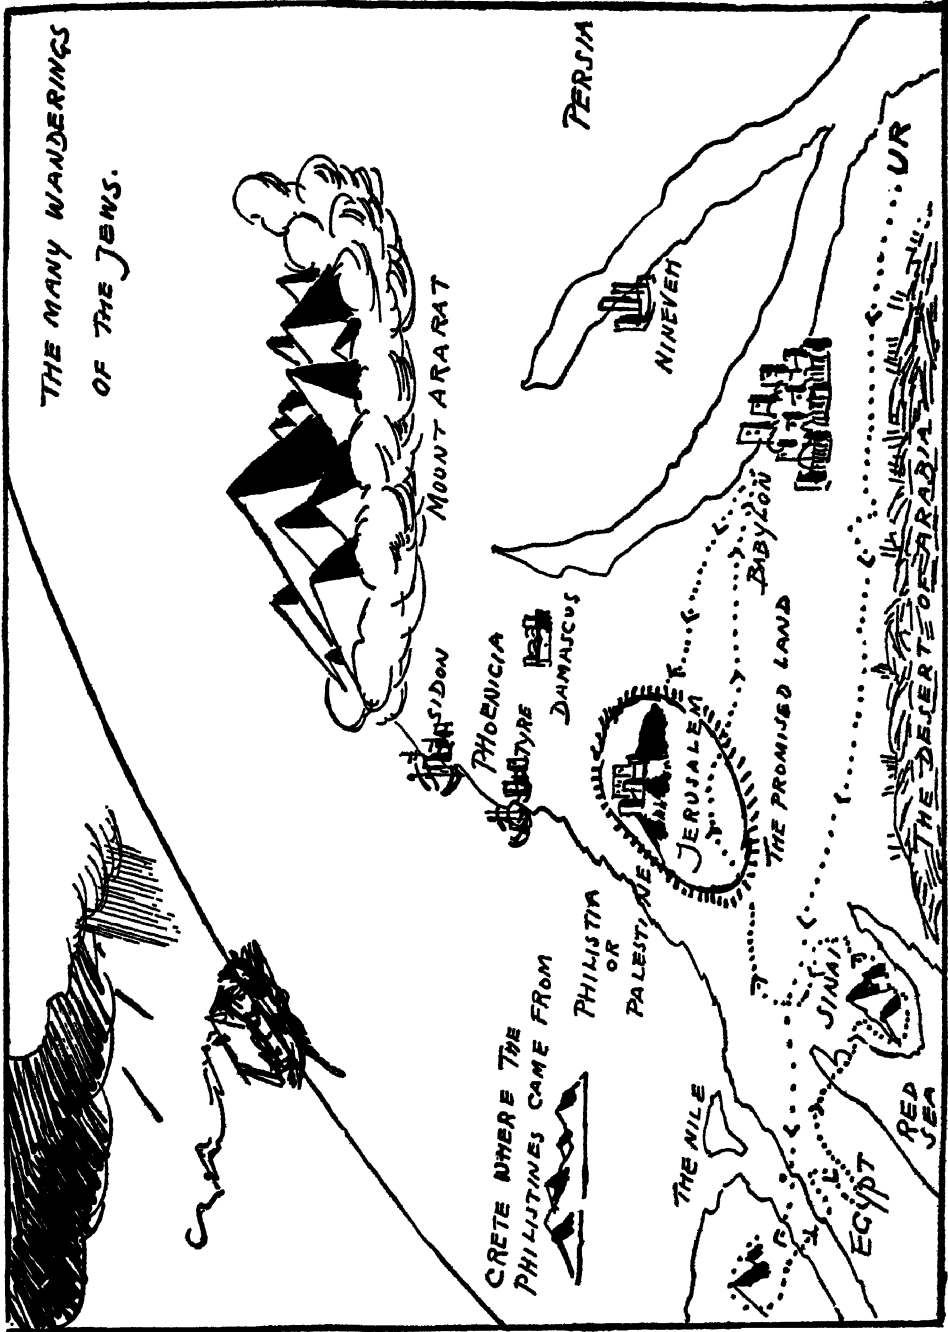 THE MANY WANDERINGS
OF THE JEWS.
MOUNT ARARAT
PERSIA
NINEVEH
UR
BABYLON
SIDON
PHOENICIA
TYRE
DAMASCUS
JERUSALEM
THE PROMISED LAND
THE DESERT OF ARABIA
PHILISTIA
OR
PALESTINE
CRETE WHERE THE
PHILISTINES CAME FROM
SINAI
THE NILE
RED
SEA
EGYPT